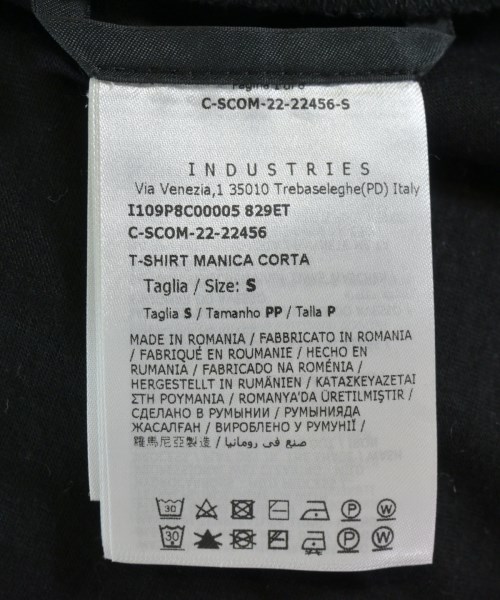 C-SCOM-22-22456-S
INDUSTRIES
Via Venezia,1 35010 Trebaseleghe(PD) Italy
I109P8C00005 829ET
C-SCOM-22-22456
T-SHIRT MANICA CORTA
Taglia / Size: S
Taglia S / Tamanho PP / Talla P
MADE IN ROMANIA / FABBRICATO IN ROMANIA
/ FABRIQUÉ EN ROUMANIE / HECHO EN
RUMANIA / FABRICADO NA ROMÉNIA /
HERGESTELLT IN RUMÄNIEN / ΚΑΤΑΣΚΕΥΑΖΕΤΑΙ
ΣΤΗ ΡΟΥΜΑΝΙΑ / ROMANYA'DA ÜRETILMIŞTIR /
СДЕЛАНО В РУМЫНИИ / РУМЫНИЯДА
ЖАСАЛҒАН / ВИРОБЛЕНО У РУМУНІЇ /
羅馬尼亞製造 / صنع في رومانيا /
30 P W
30 P W